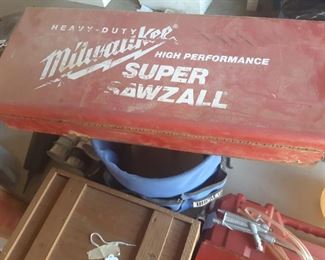 HEAVY-DUTY
Milwaukee
HIGH PERFORMANCE
SUPER
SAWZALL